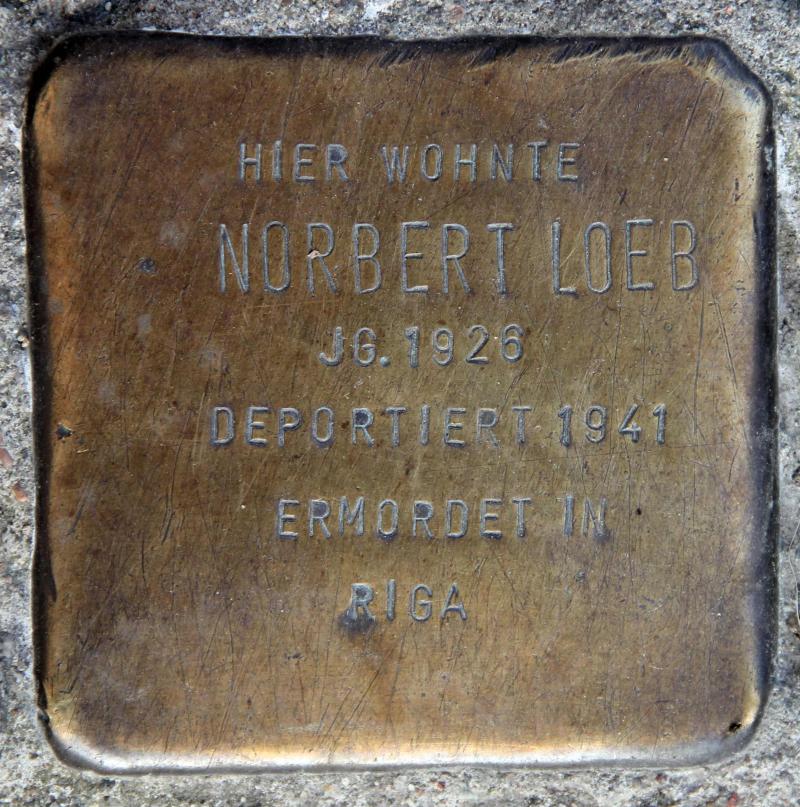 HIER WOHNTE
NORBERT LOEB
JG. 1926
DEPORTIERT 1941
ERMORDET IN
RIGA